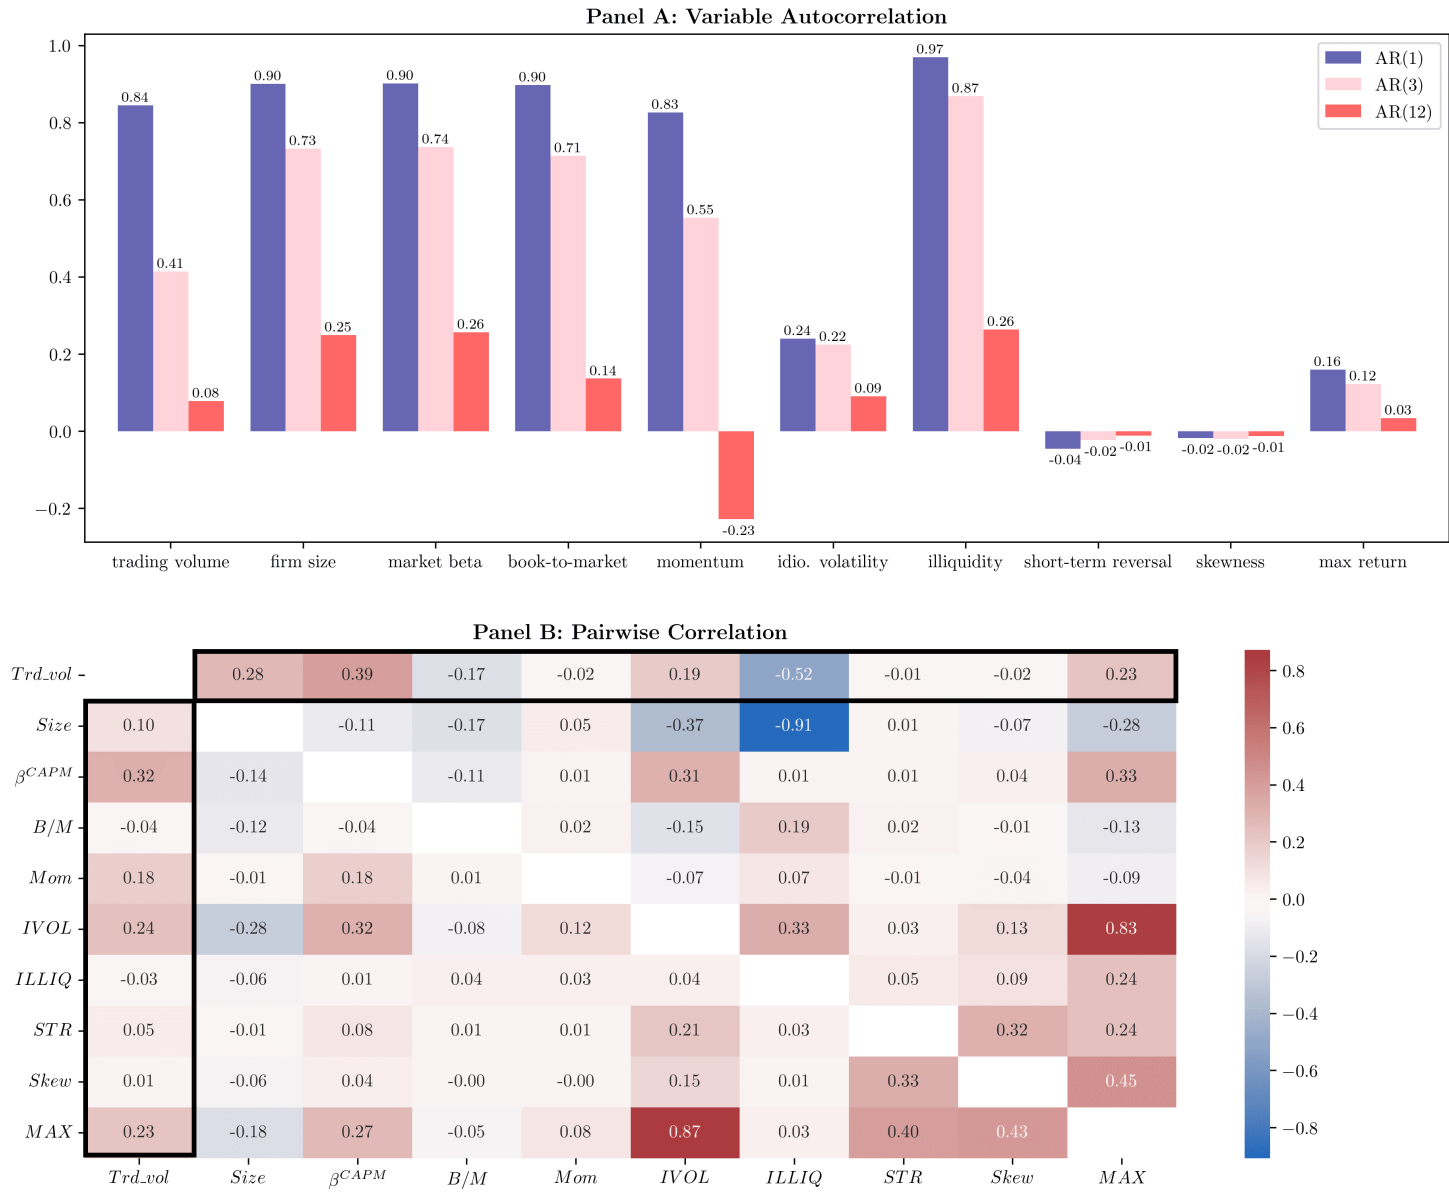 Panel A: Variable Autocorrelation
1.0
0.8
0.6
0.4
0.2
0.0
−0.2
AR(1)
AR(3)
AR(12)
0.84 0.41 0.08
0.90 0.73 0.25
0.90 0.74 0.26
0.90 0.71 0.14
0.83 0.55 -0.23
0.24 0.22 0.09
0.97 0.87 0.26
-0.04 -0.02 -0.01
-0.02 -0.02 -0.01
0.16 0.12 0.03
trading volume firm size market beta book-to-market momentum idio. volatility illiquidity short-term reversal skewness max return
Panel B: Pairwise Correlation
Trd_vol 0.28 0.39 -0.17 -0.02 0.19 -0.52 -0.01 -0.02 0.23
Size 0.10 -0.11 -0.17 0.05 -0.37 -0.91 0.01 -0.07 -0.28
β^CAPM 0.32 -0.14 -0.11 0.01 0.31 0.01 0.01 0.04 0.33
B/M -0.04 -0.12 -0.04 0.02 -0.15 0.19 0.02 -0.01 -0.13
Mom 0.18 -0.01 0.18 0.01 -0.07 0.07 -0.01 -0.04 -0.09
IVOL 0.24 -0.28 0.32 -0.08 0.12 0.33 0.03 0.13 0.83
ILLIQ -0.03 -0.06 0.01 0.04 0.03 0.04 0.05 0.09 0.24
STR 0.05 -0.01 0.08 0.01 0.01 0.21 0.03 0.32 0.24
Skew 0.01 -0.06 0.04 -0.00 -0.00 0.15 0.01 0.33 0.45
MAX 0.23 -0.18 0.27 -0.05 0.08 0.87 0.03 0.40 0.43
Trd_vol Size β^CAPM B/M Mom IVOL ILLIQ STR Skew MAX
0.8
0.6
0.4
0.2
0.0
−0.2
−0.4
−0.6
−0.8